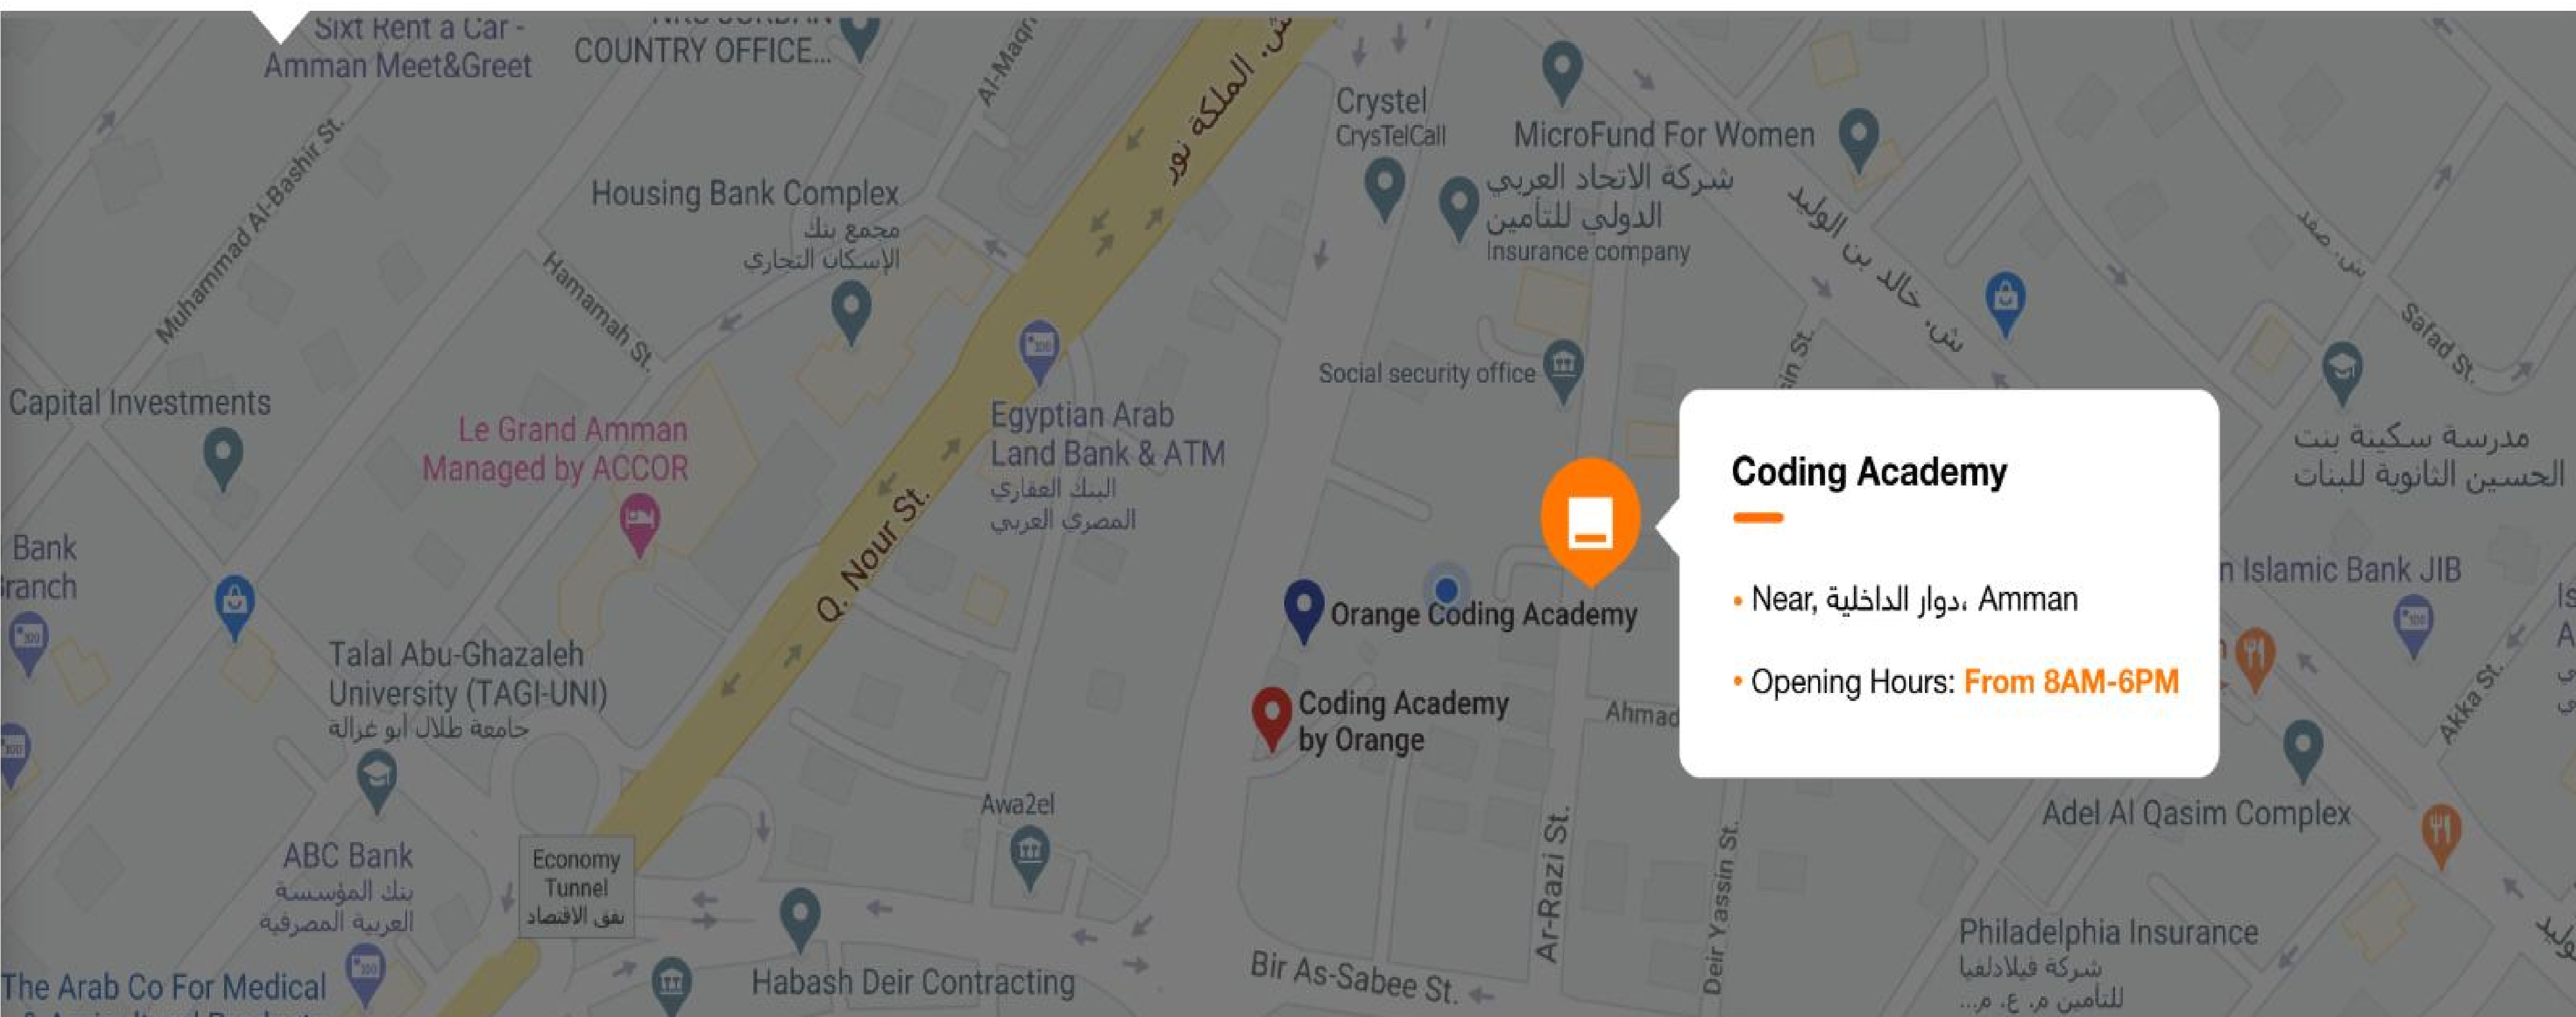 Sixt Rent a Car -
Amman Meet&Greet
COUNTRY OFFICE...
Al-Maqri
ش. الملكة نور
Crystel
CrysTelCall
MicroFund For Women
شركة الاتحاد العربي
الدولي للتأمين
Insurance company
Muhammad Al-Bashir St.
Housing Bank Complex
مجمع بنك
الإسكان التجاري
Hamamah St.
ش. خالد بن الوليد
ش. صفد
Safad St.
Social security office
sin St.
Capital Investments
Le Grand Amman
Managed by ACCOR
Egyptian Arab
Land Bank & ATM
البنك العقاري
المصري العربي
مدرسة سكينة بنت
الحسين الثانوية للبنات
Coding Academy
• Near, دوار الداخلية، Amman
• Opening Hours: From 8AM-6PM
Q. Nour St.
Bank
Branch
n Islamic Bank JIB
Orange Coding Academy
Talal Abu-Ghazaleh
University (TAGI-UNI)
جامعة طلال أبو غزالة
Coding Academy
by Orange
Ahmad
Akka St.
Awa2el
Adel Al Qasim Complex
ABC Bank
بنك المؤسسة
العربية المصرفية
Economy
Tunnel
نفق الاقتصاد
Ar-Razi St.
Deir Yassin St.
Philadelphia Insurance
شركة فيلادلفيا
للتأمين م. ع. م...
Bir As-Sabee St.
Habash Deir Contracting
The Arab Co For Medical